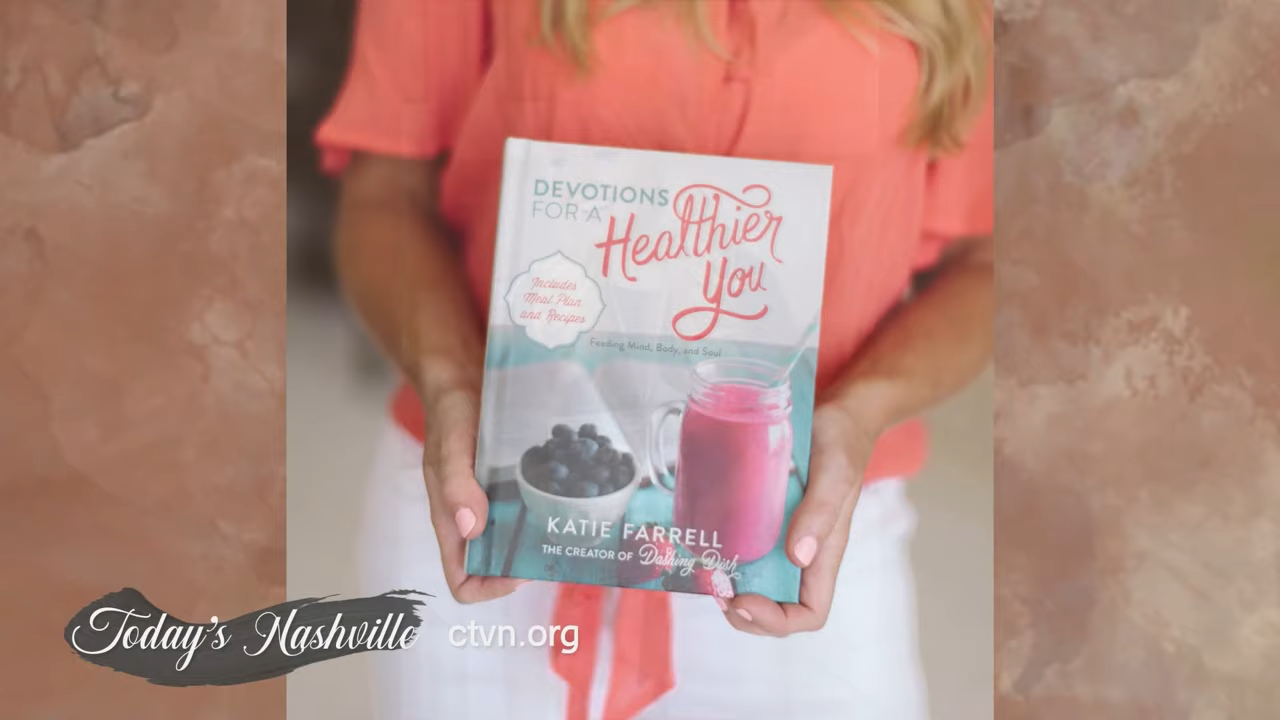 DEVOTIONS
FOR A
Healthier
You
Includes
Meal Plan
and Recipes
Feeding Mind, Body, and Soul
KATIE FARRELL
THE CREATOR OF Dashing Dish
Today's Nashville ctvn.org